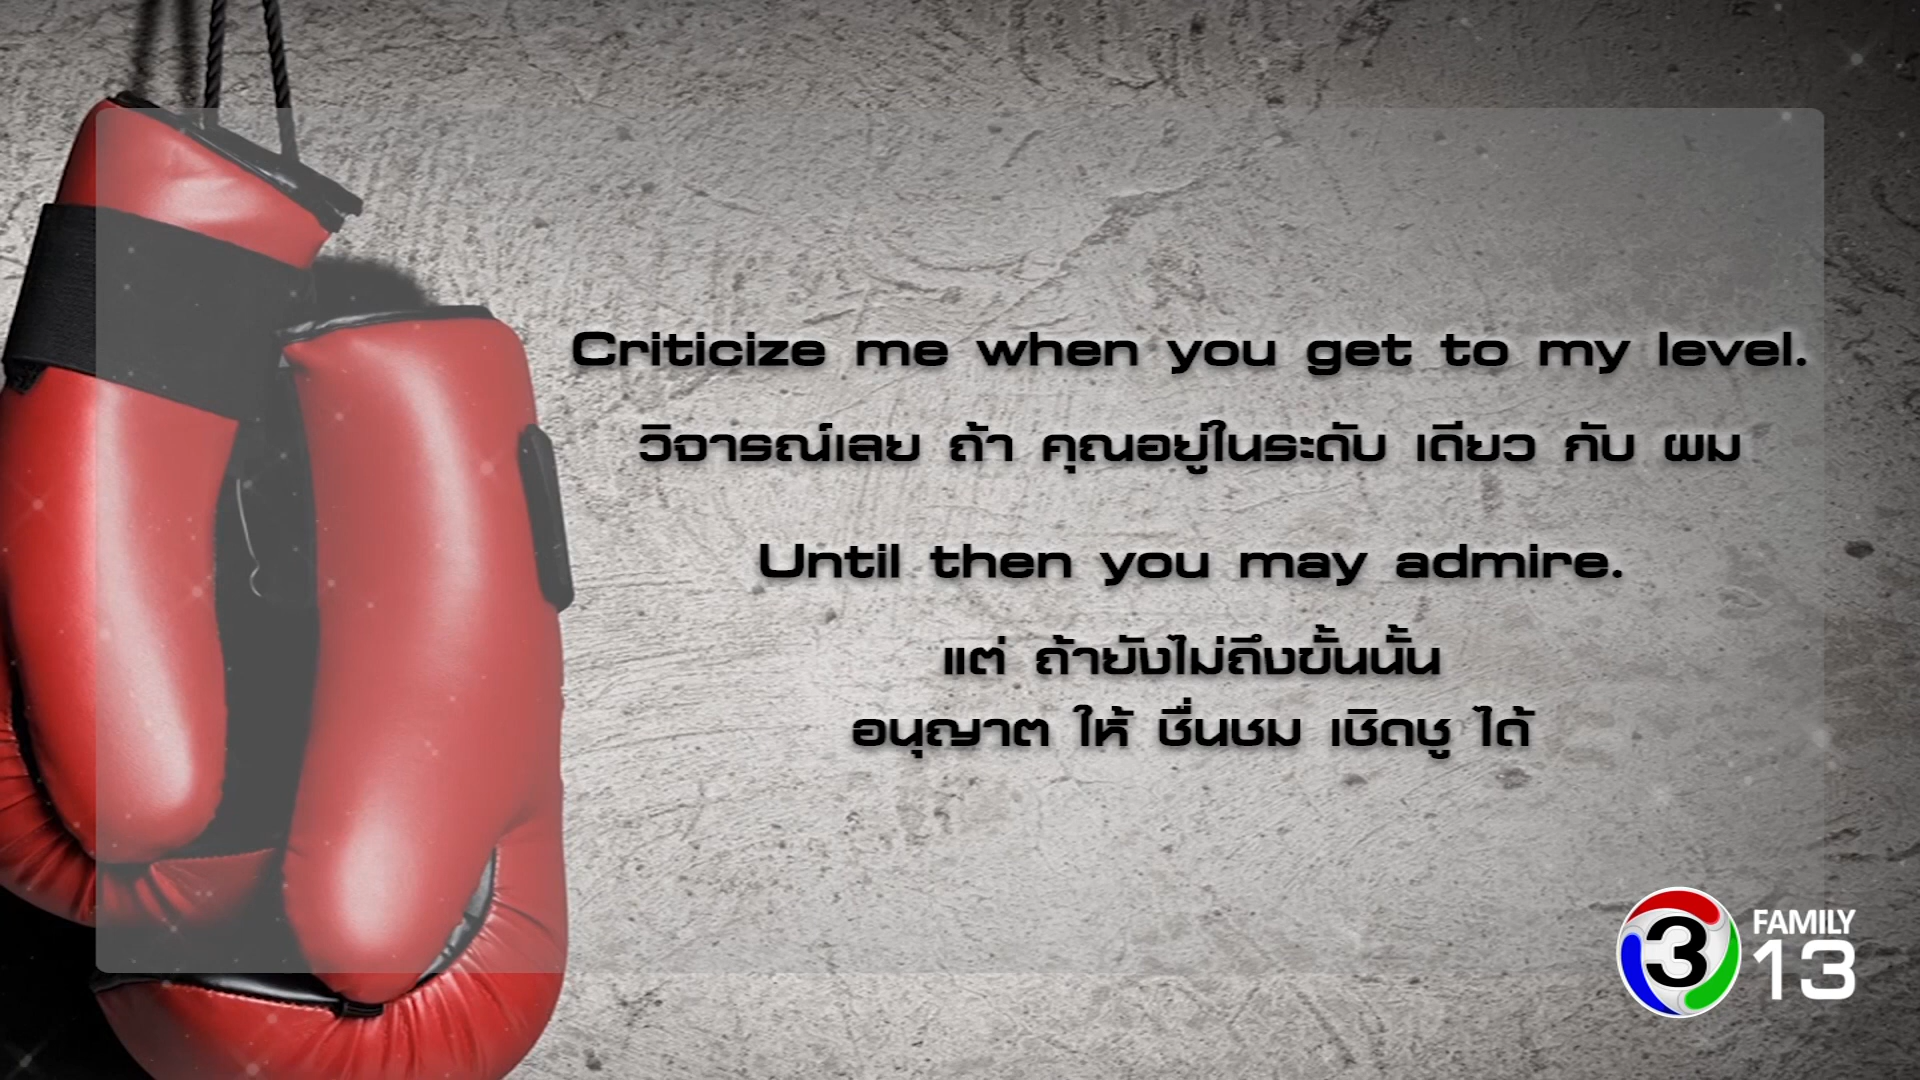 Criticize me when you get to my level.
วิจารณ์เลย ถ้า คุณอยู่ในระดับ เดียว กับ ผม
Until then you may admire.
แต่ ถ้ายังไม่ถึงขั้นนั้น
อนุญาต ให้ ชื่นชม เชิดชู ได้
3 FAMILY
13